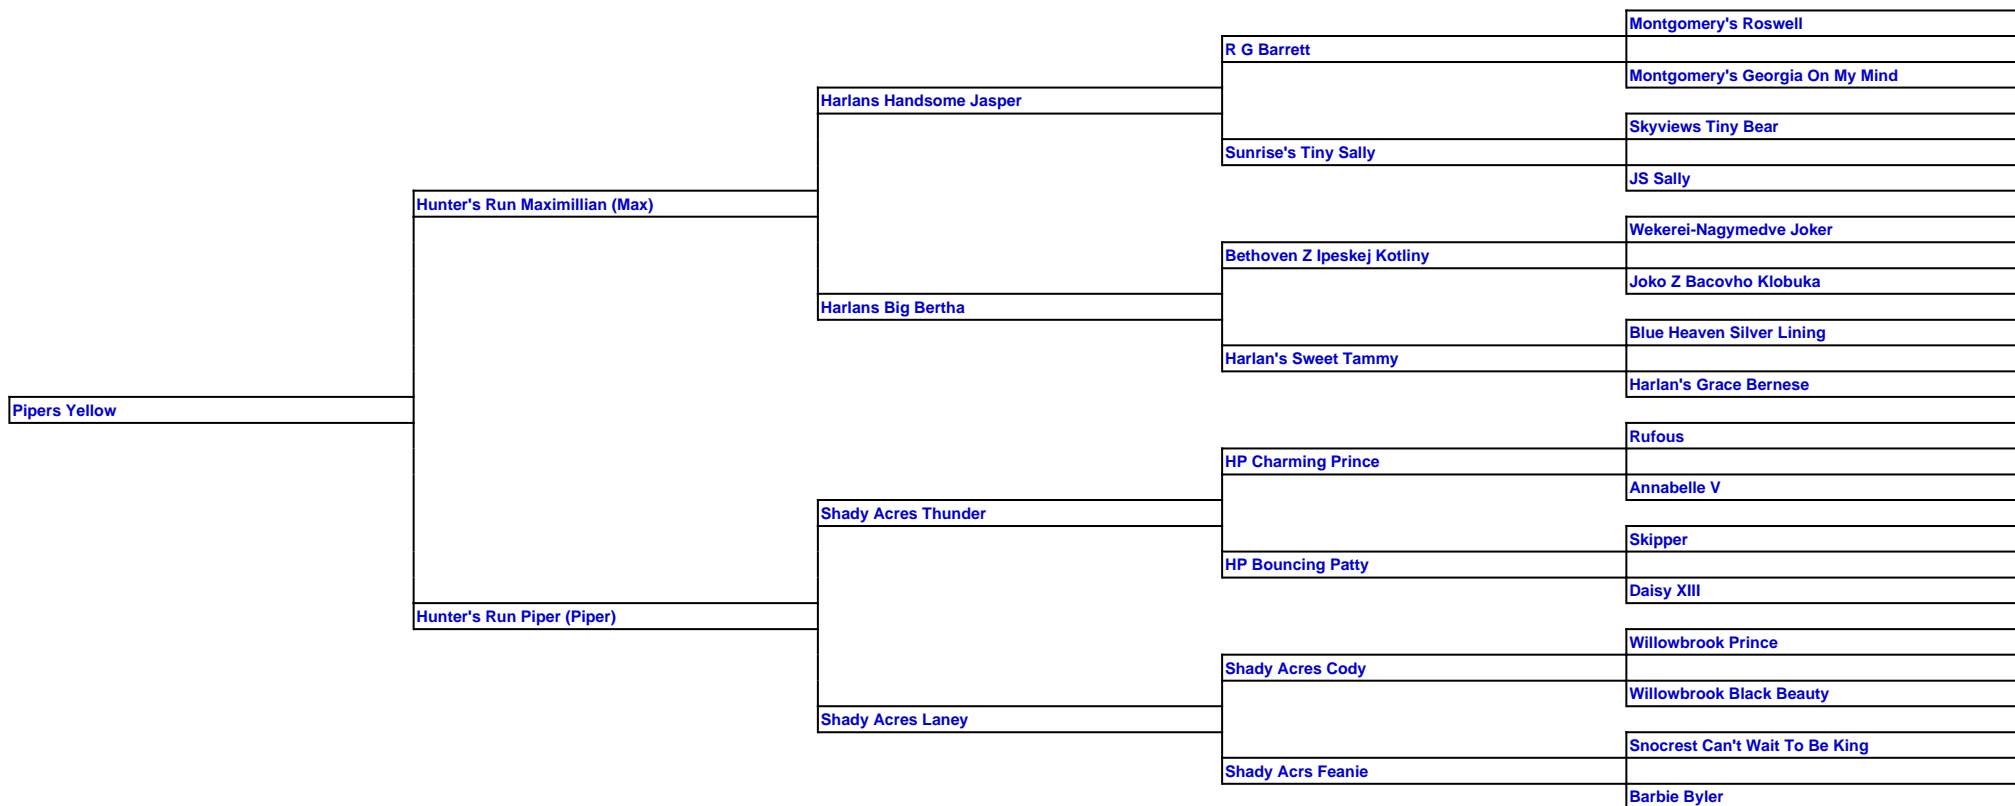 Montgomery's Roswell
R G Barrett
Montgomery's Georgia On My Mind
Harlans Handsome Jasper
Skyviews Tiny Bear
Sunrise's Tiny Sally
JS Sally
Hunter's Run Maximillian (Max)
Wekerei-Nagymedve Joker
Bethoven Z Ipeskej Kotliny
Joko Z Bacovho Klobuka
Harlans Big Bertha
Blue Heaven Silver Lining
Harlan's Sweet Tammy
Harlan's Grace Bernese
Pipers Yellow
Rufous
HP Charming Prince
Annabelle V
Shady Acres Thunder
Skipper
HP Bouncing Patty
Daisy XIII
Hunter's Run Piper (Piper)
Willowbrook Prince
Shady Acres Cody
Willowbrook Black Beauty
Shady Acres Laney
Snocrest Can't Wait To Be King
Shady Acrs Feanie
Barbie Byler